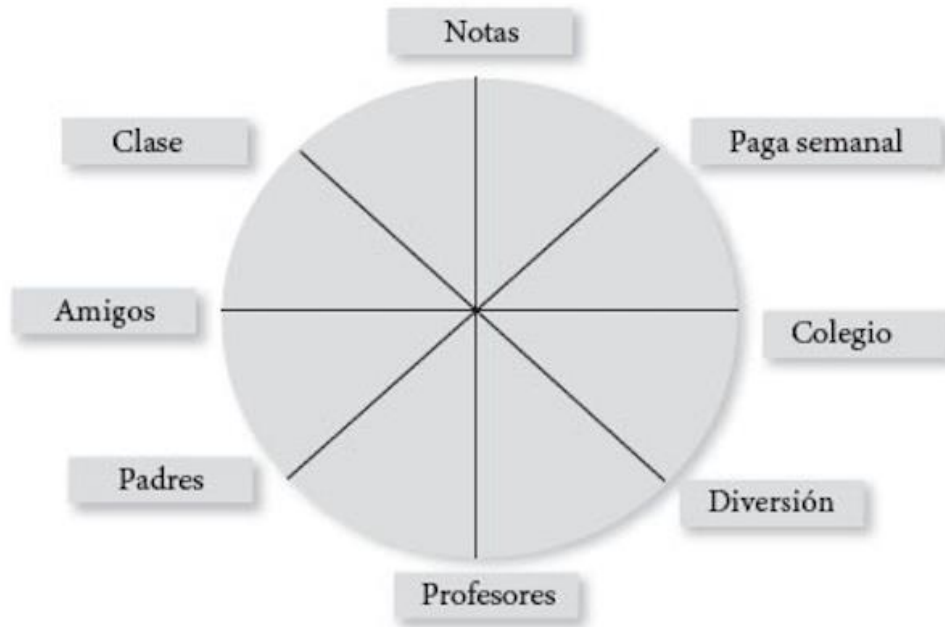 Notas
Clase
Paga semanal
Amigos
Colegio
Padres
Diversión
Profesores